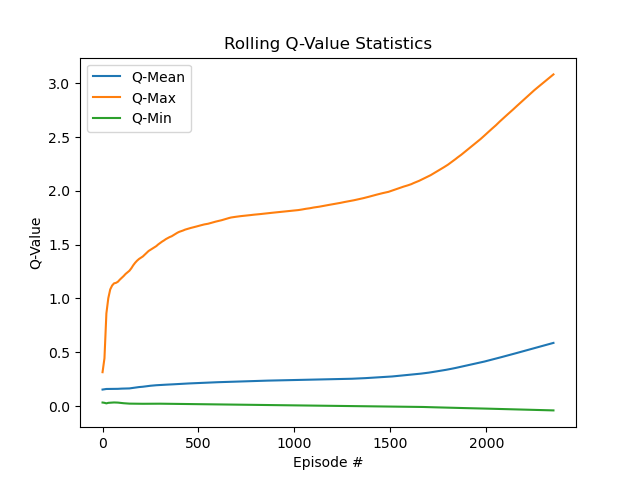 Rolling Q-Value Statistics
Q-Mean
Q-Max
Q-Min
Q-Value
3.0
2.5
2.0
1.5
1.0
0.5
0.0
0 500 1000 1500 2000
Episode #